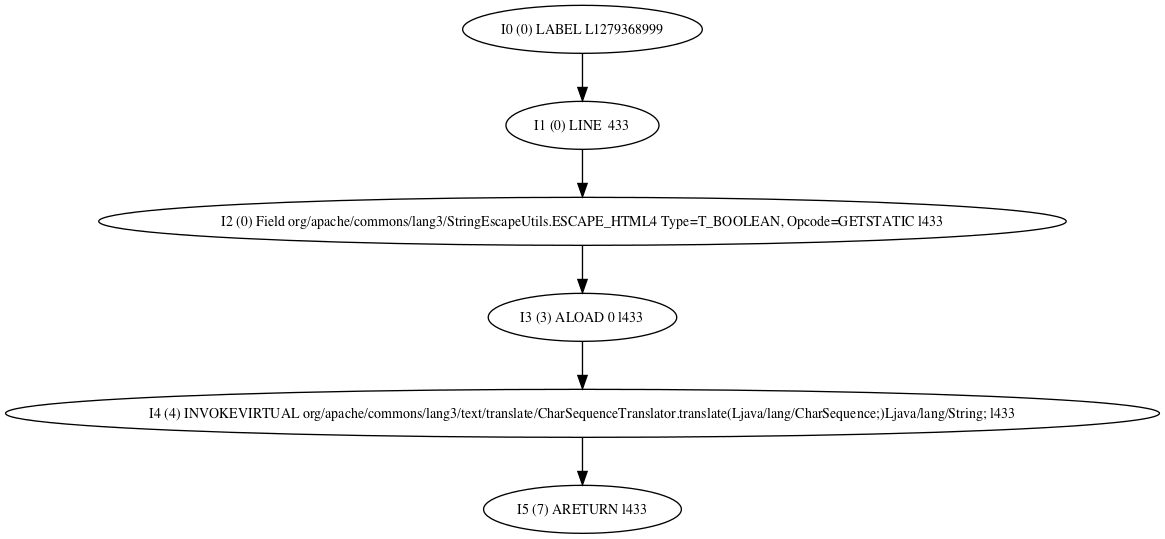 I0 (0) LABEL L1279368999
I1 (0) LINE 433
I2 (0) Field org/apache/commons/lang3/StringEscapeUtils.ESCAPE_HTML4 Type=T_BOOLEAN, Opcode=GETSTATIC l433
I3 (3) ALOAD 0 l433
I4 (4) INVOKEVIRTUAL org/apache/commons/lang3/text/translate/CharSequenceTranslator.translate(Ljava/lang/CharSequence;)Ljava/lang/String; l433
I5 (7) ARETURN l433